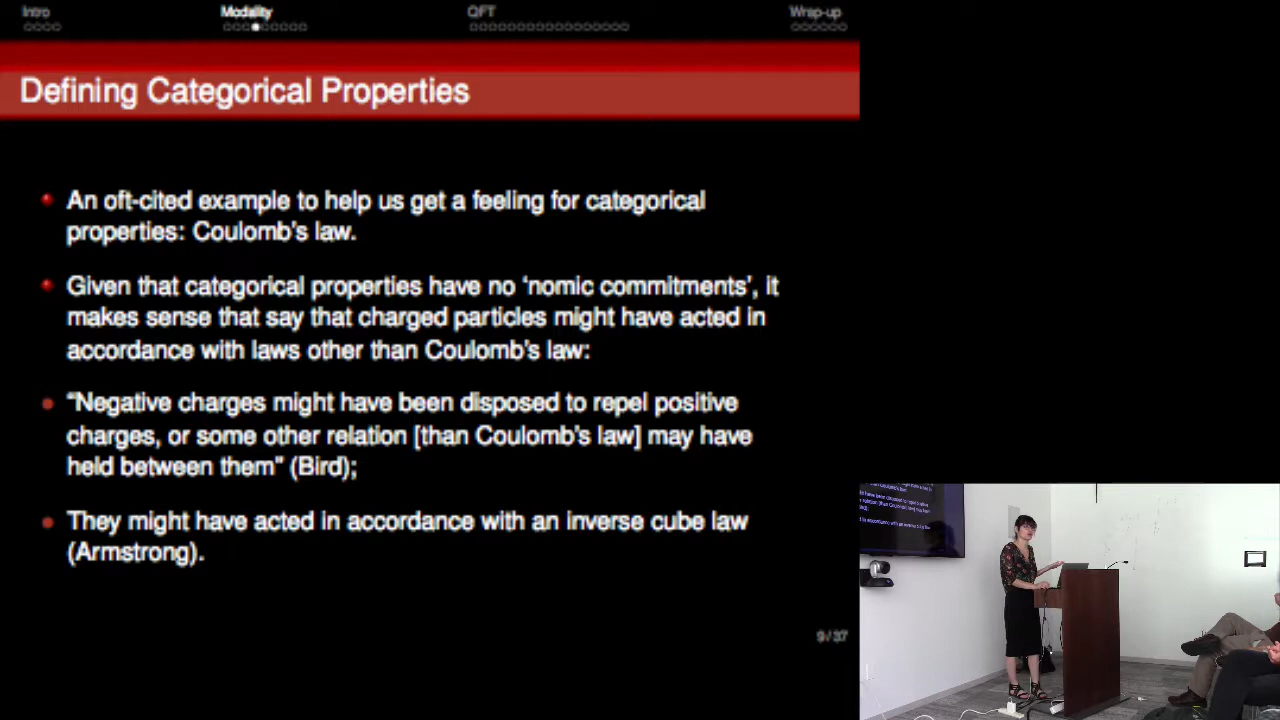 Intro Modality QFT Wrap-up
Defining Categorical Properties
An oft-cited example to help us get a feeling for categorical
properties: Coulomb's law.
Given that categorical properties have no 'nomic commitments', it
makes sense that say that charged particles might have acted in
accordance with laws other than Coulomb's law:
"Negative charges might have been disposed to repel positive
charges, or some other relation [than Coulomb's law] may have
held between them" (Bird);
They might have acted in accordance with an inverse cube law
(Armstrong).
9/37